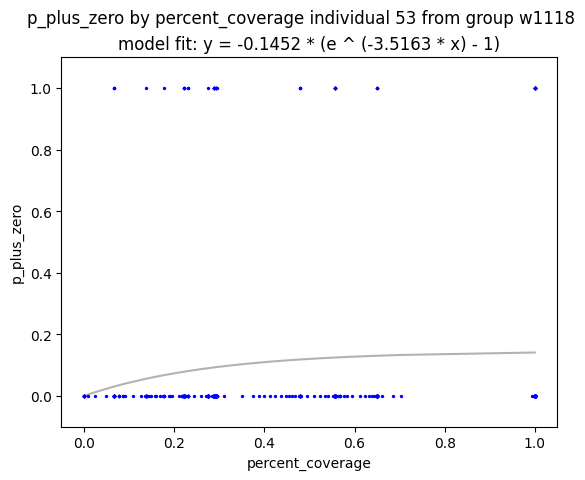 p_plus_zero by percent_coverage individual 53 from group w1118
model fit: y = -0.1452 * (e ^ (-3.5163 * x) - 1)
1.0
0.8
0.6
0.4
0.2
0.0
p_plus_zero
0.0 0.2 0.4 0.6 0.8 1.0
percent_coverage